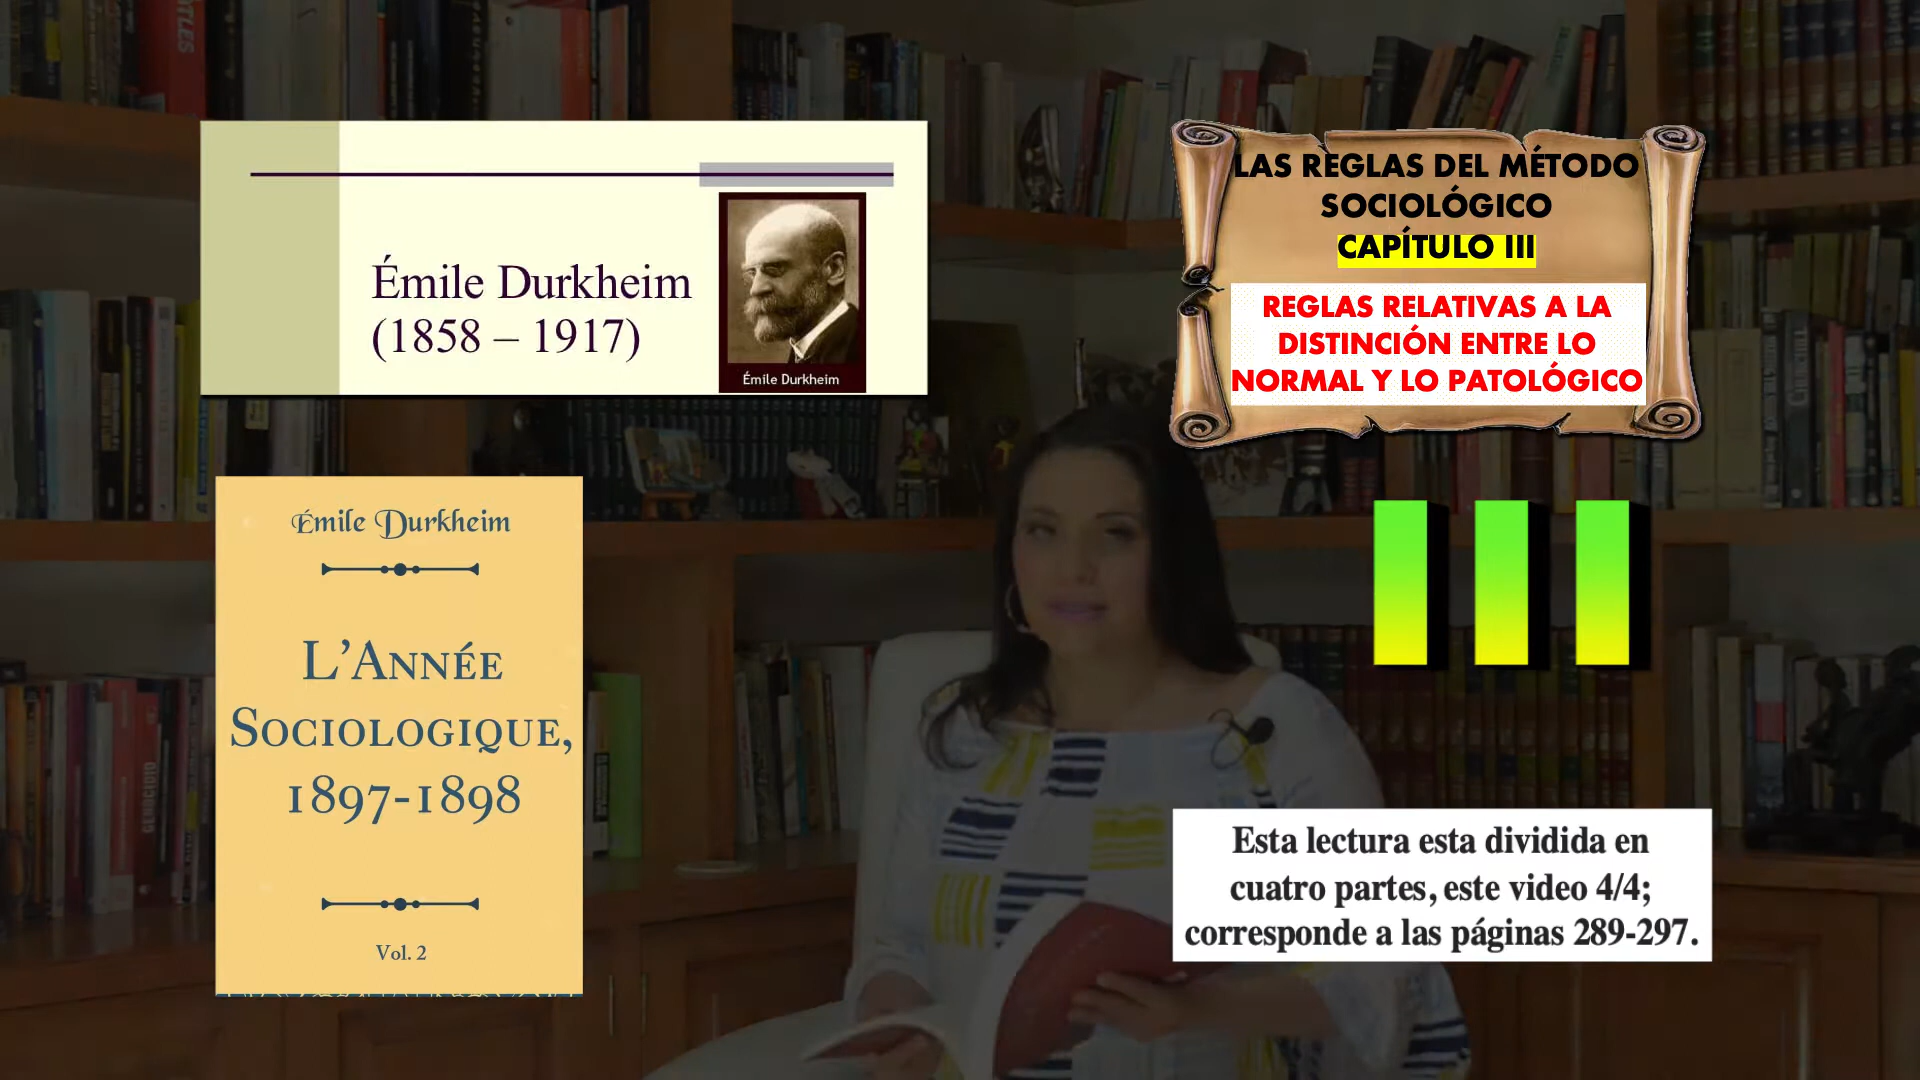 Émile Durkheim
(1858 – 1917)
Émile Durkheim
LAS REGLAS DEL MÉTODO
SOCIOLÓGICO
CAPÍTULO III
REGLAS RELATIVAS A LA
DISTINCIÓN ENTRE LO
NORMAL Y LO PATOLÓGICO
Émile Durkheim
L'Année
Sociologique,
1897-1898
Vol. 2
III
Esta lectura esta dividida en
cuatro partes, este video 4/4;
corresponde a las páginas 289-297.
GENOCIDIO